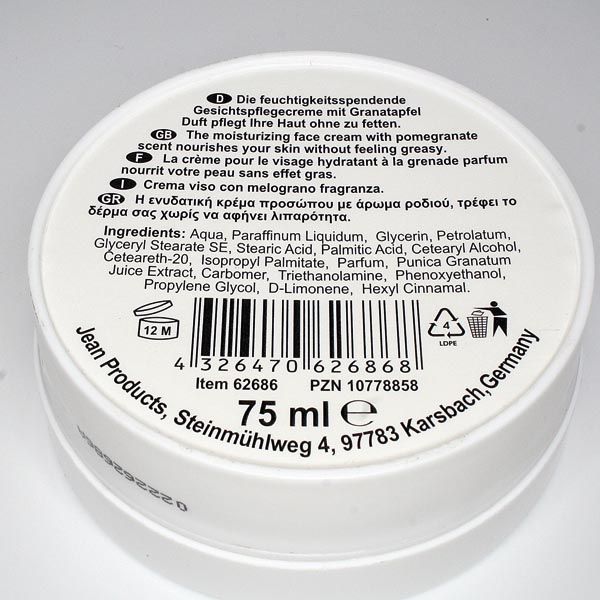 D Die feuchtigkeitsspendende
Gesichtspflegecreme mit Granatapfel
Duft pflegt Ihre Haut ohne zu fetten.
GB The moisturizing face cream with pomegranate
scent nourishes your skin without feeling greasy.
F La crème pour le visage hydratant à la grenade parfum
nourrit votre peau sans effet gras.
I Crema viso con melograno fragranza.
GR Η ενυδατική κρέμα προσώπου με άρωμα ροδιού, τρέφει το
δέρμα σας χωρίς να αφήνει λιπαρότητα.
Ingredients: Aqua, Paraffinum Liquidum, Glycerin, Petrolatum,
Glyceryl Stearate SE, Stearic Acid, Palmitic Acid, Cetearyl Alcohol,
Ceteareth-20, Isopropyl Palmitate, Parfum, Punica Granatum
Juice Extract, Carbomer, Triethanolamine, Phenoxyethanol,
Propylene Glycol, D-Limonene, Hexyl Cinnamal.
12 M
4 326470 626868
4
LDPE
Item 62686 PZN 10778858
75 ml ℮
Jean Products, Steinmühlweg 4, 97783 Karsbach, Germany